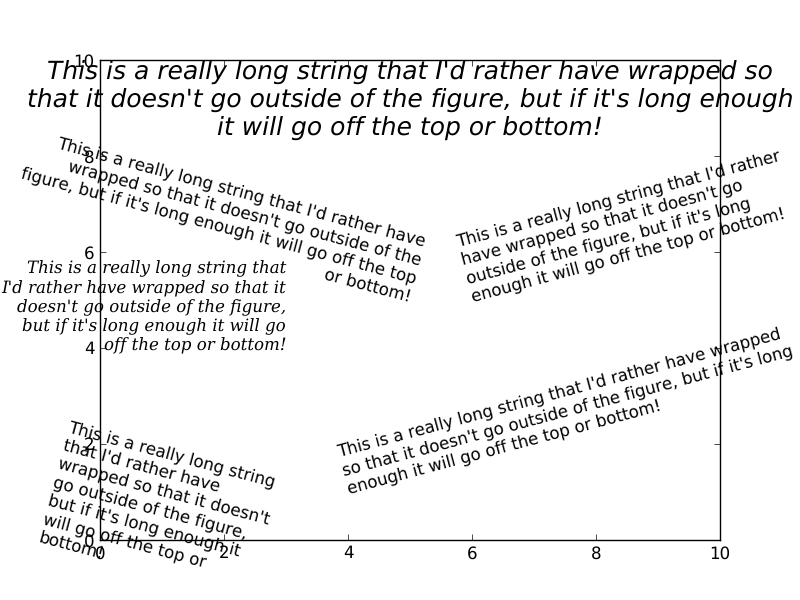 10
This is a really long string that I'd rather have wrapped so
that it doesn't go outside of the figure, but if it's long enough
it will go off the top or bottom!
8
This is a really long string that I'd rather have
wrapped so that it doesn't go outside of the
figure, but if it's long enough it will go off the top
or bottom!
This is a really long string that I'd rather
have wrapped so that it doesn't go
outside of the figure, but if it's long
enough it will go off the top or bottom!
6
This is a really long string that
I'd rather have wrapped so that it
doesn't go outside of the figure,
but if it's long enough it will go
off the top or bottom!
4
This is a really long string that I'd rather have wrapped
so that it doesn't go outside of the figure, but if it's long
enough it will go off the top or bottom!
This is a really long string
that I'd rather have
wrapped so that it doesn't
go outside of the figure,
but if it's long enough it
will go off the top or
bottom!
2
0
0 2 4 6 8 10